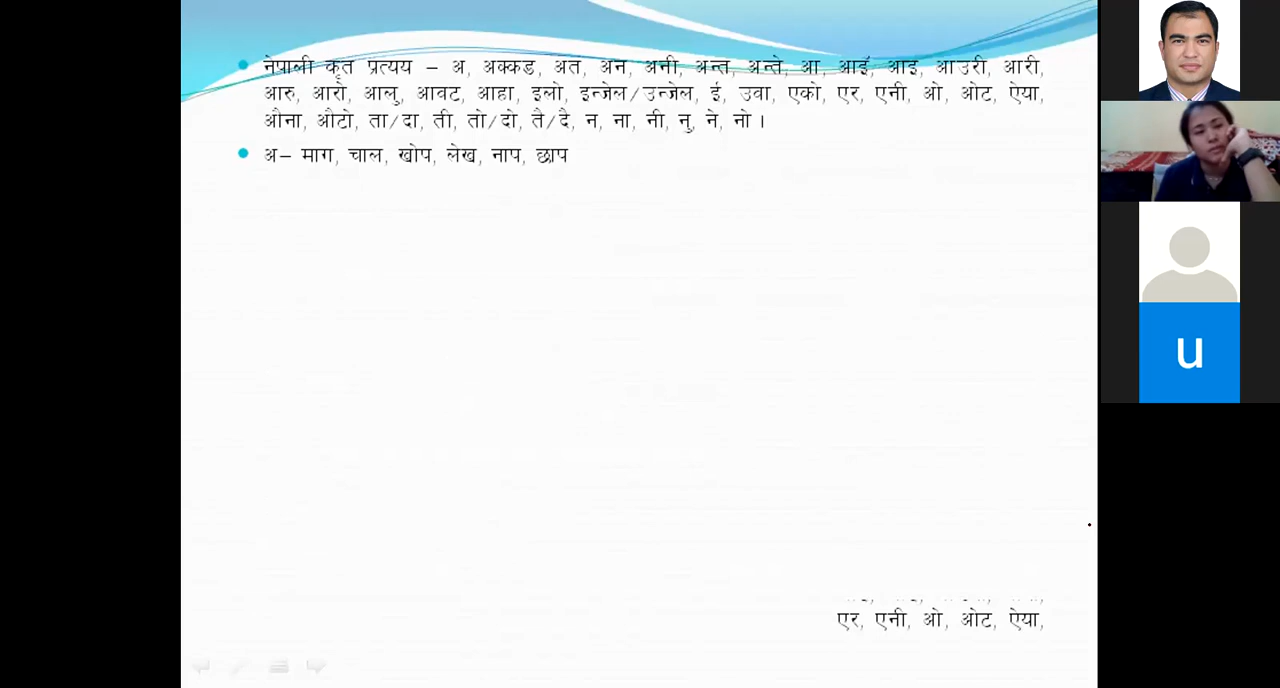 नेपाली कृत प्रत्यय – अ, अक्कड, अत, अन, अनी, अन्त, अन्ते, आ, आइँ, आइ, आउरी, आरी,
आरु, आरो, आलु, आवट, आहा, इलो, इन्जेल/उन्जेल, ई, उवा, एको, एर, एनी, ओ, ओट, ऐया,
औना, औटो, ता/दा, ती, तो/दो, तै/दै, न, ना, नी, नु, ने, नो ।
अ– माग, चाल, खोप, लेख, नाप, छाप
एर, एनी, ओ, ओट, ऐया,
u